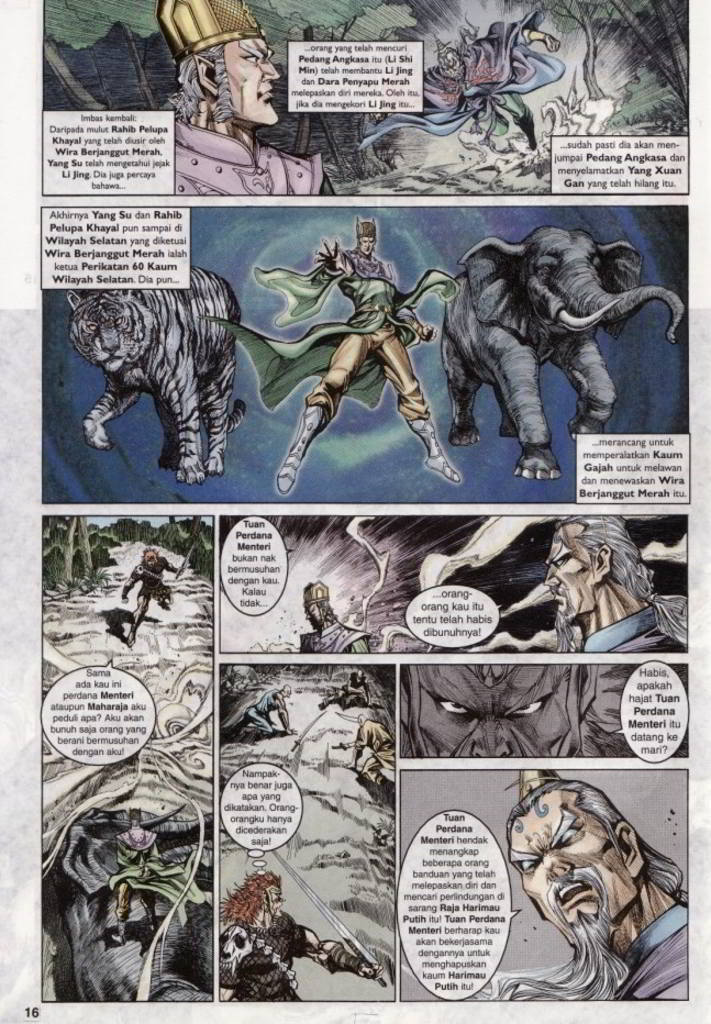 Imbas kembali:
Daripada mulut Rahib Pelupa
Khayal yang telah diusir oleh
Wira Berjanggut Merah,
Yang Su telah mengetahui jejak
Li Jing. Dia juga percaya
bahawa...
...orang yang telah mencuri
Pedang Angkasa itu (Li Shi
Min) telah membantu Li Jing
dan Dara Penyapu Merah
melepaskan diri mereka. Oleh itu,
jika dia mengekori Li Jing itu...
...sudah pasti dia akan men-
jumpai Pedang Angkasa dan
menyelamatkan Yang Xuan
Gan yang telah hilang itu.
Akhirnya Yang Su dan Rahib
Pelupa Khayal pun sampai di
Wilayah Selatan yang diketuai
Wira Berjanggut Merah ialah
ketua Perikatan 60 Kaum
Wilayah Selatan. Dia pun...
...merancang untuk
memperalatkan Kaum
Gajah untuk melawan
dan menewaskan Wira
Berjanggut Merah itu.
Sama
ada kau ini
perdana Menteri
ataupun Maharaja aku
peduli apa? Aku akan
bunuh saja orang yang
berani bermusuhan
dengan aku!
Tuan
Perdana
Menteri
bukan nak
bermusuhan
dengan kau.
Kalau
tidak...
...orang-
orang kau itu
tentu telah habis
dibunuhnya!
Nampak-
nya benar juga
apa yang
dikatakan. Orang-
orangku hanya
dicederakan
saja!
Habis,
apakah
hajat Tuan
Perdana
Menteri itu
datang ke
mari?
Tuan
Perdana
Menteri hendak
menangkap
beberapa orang
banduan yang telah
melepaskan diri dan
mencari perlindungan di
sarang Raja Harimau
Putih itu! Tuan Perdana
Menteri berharap kau
akan bekerjasama
dengannya untuk
menghapuskan
kaum Harimau
Putih itu!
16